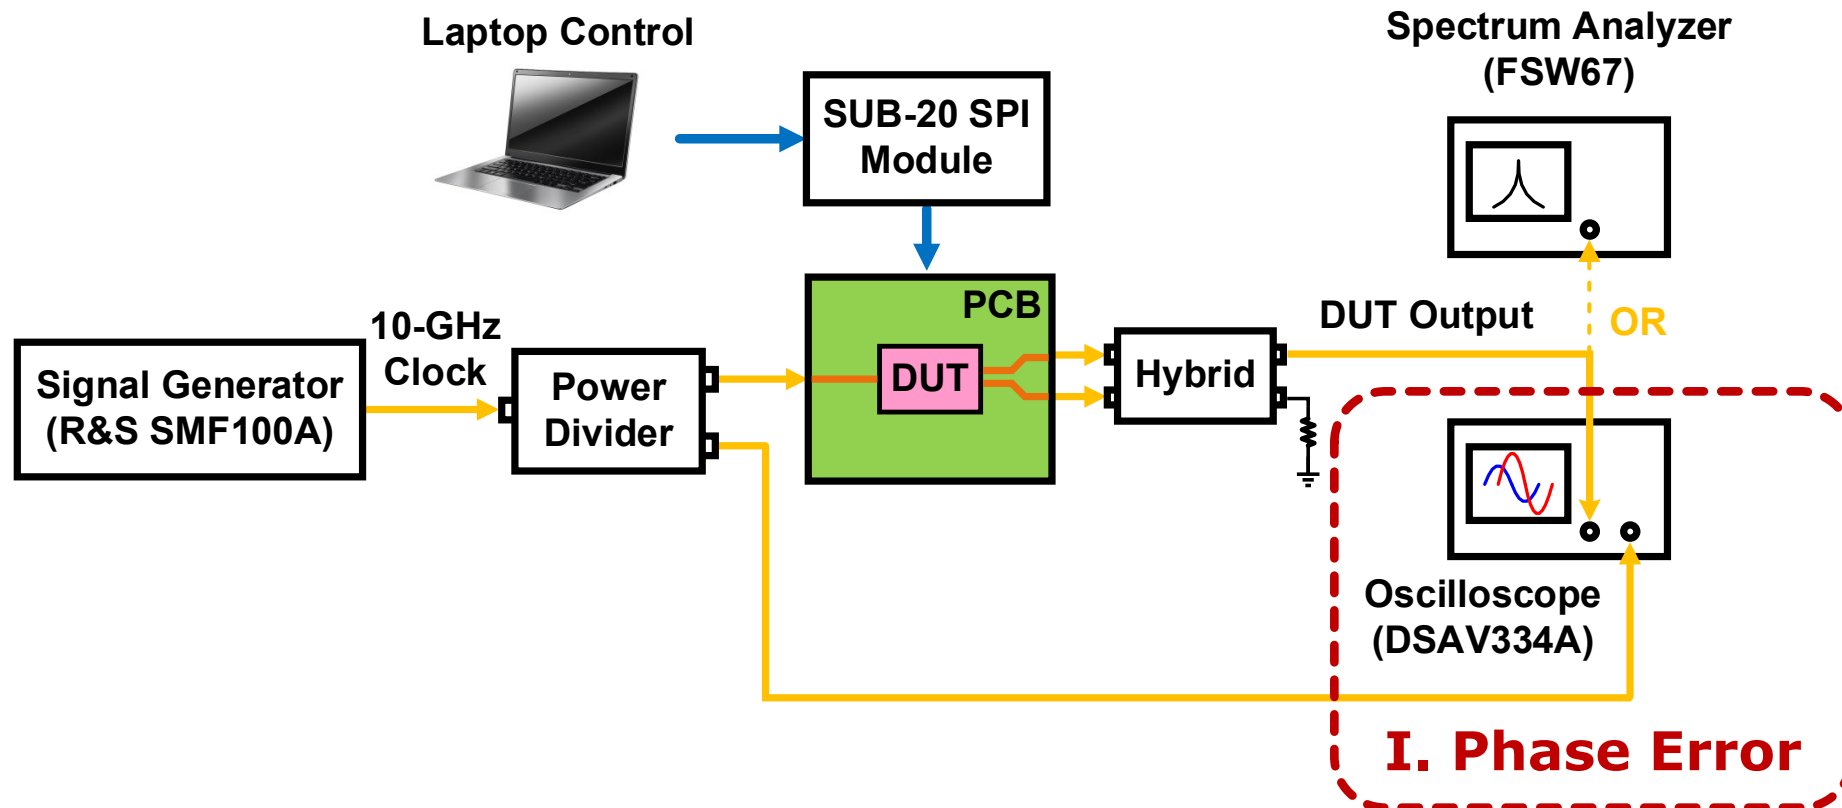 Laptop Control
Spectrum Analyzer
(FSW67)
SUB-20 SPI
Module
PCB
10-GHz
Clock
DUT Output
OR
Signal Generator
(R&S SMF100A)
Power
Divider
DUT
Hybrid
Oscilloscope
(DSAV334A)
I. Phase Error